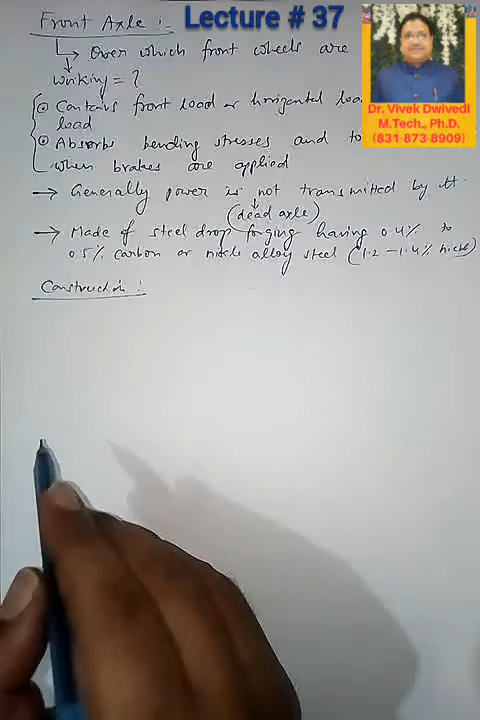 Front Axle :-
Lecture # 37
Over which front wheels are
working = ?
Contains front load or horizontal loa
load
Absorbs bending stresses and to
when brakes are applied
Dr. Vivek Dwivedi
M.Tech., Ph.D.
(831-873-8909)
→ Generally power is not transmitted by it.
(dead axle)
→ Made of steel drop forging having 0.4% to
0.5% carbon or nickle alloy steel (1.2 - 1.4% nickle)
Construction :